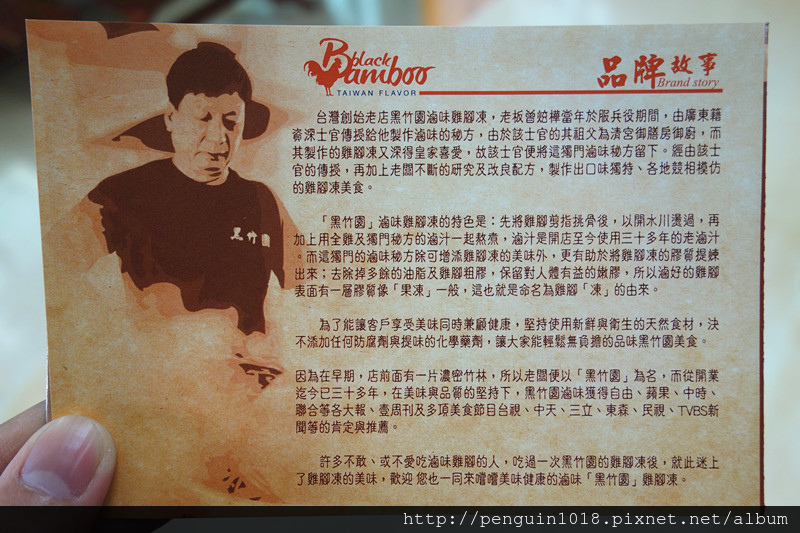 Black Bamboo
TAIWAN FLAVOR
品牌故事
Brand story
台灣創始老店黑竹園滷味雞腳凍，老板曾焰樺當年於服兵役期間，由廣東籍
資深士官傳授給他製作滷味的秘方，由於該士官的其祖父為清宮御膳房御廚，而
其製作的雞腳凍又深得皇家喜愛，故該士官便將這獨門滷味秘方留下。經由該士
官的傳授，再加上老闆不斷的研究及改良配方，製作出口味獨特、各地競相模仿
的雞腳凍美食。
「黑竹園」滷味雞腳凍的特色是：先將雞腳剪指挑骨後，以開水川燙過，再
加上用全雞及獨門秘方的滷汁一起熬煮，滷汁是開店至今使用三十多年的老滷汁
。而這獨門的滷味秘方除可增添雞腳凍的美味外，更有助於將雞腳凍的膠質提練
出來；去除掉多餘的油脂及雞腳粗膠，保留對人體有益的嫩膠，所以滷好的雞腳
表面有一層膠質像「果凍」一般，這也就是命名為雞腳「凍」的由來。
為了能讓客戶享受美味同時兼顧健康，堅持使用新鮮與衛生的天然食材，決
不添加任何防腐劑與提味的化學藥劑，讓大家能輕鬆無負擔的品味黑竹園美食。
因為在早期，店前面有一片濃密竹林，所以老闆便以「黑竹園」為名，而從開業
迄今已三十多年，在美味與品質的堅持下，黑竹園滷味獲得自由、蘋果、中時、
聯合等各大報、壹周刊及多項美食節目台視、中天、三立、東森、民視、TVBS新
聞等的肯定與推薦。
許多不敢、或不愛吃滷味雞腳的人，吃過一次黑竹園的雞腳凍後，就此迷上
了雞腳凍的美味，歡迎 您也一同來嚐嚐美味健康的滷味「黑竹園」雞腳凍。
黑竹園
http://penguin1018.pixnet.net/album